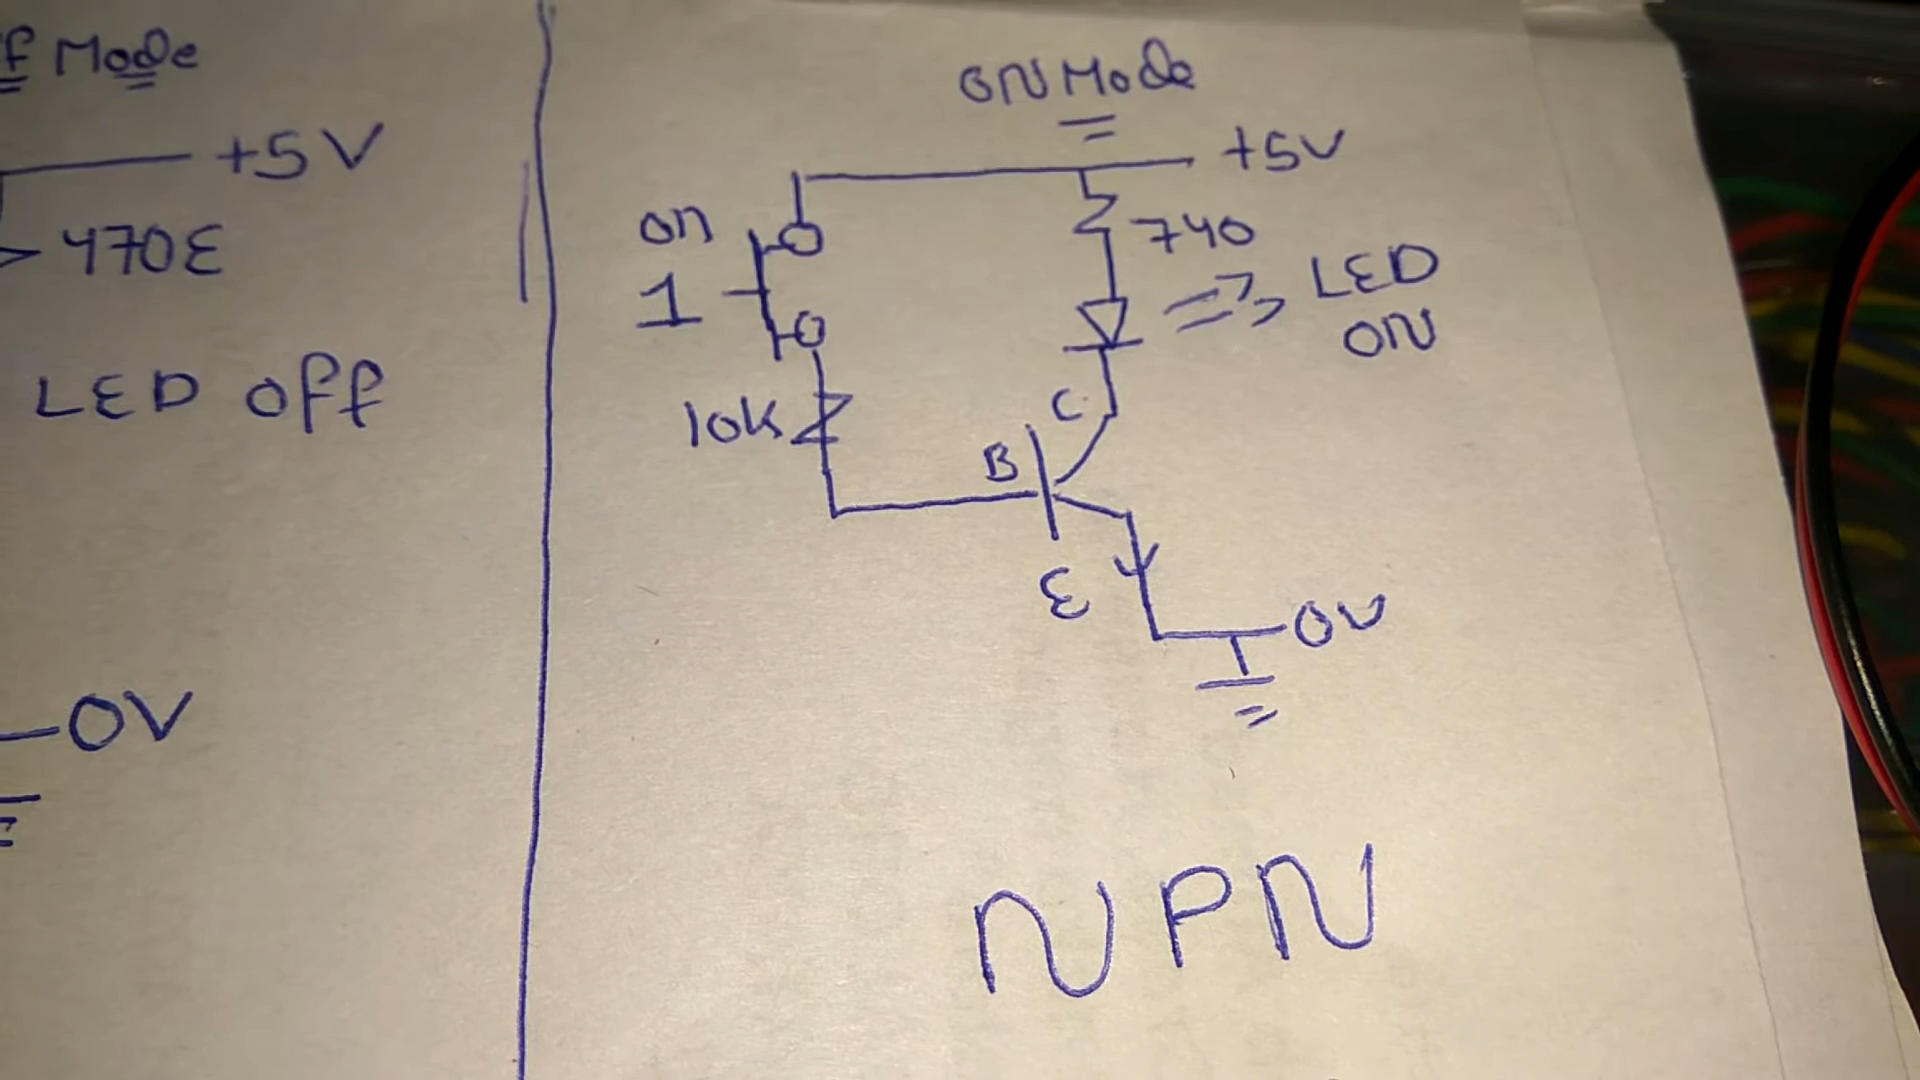 f Mode
+5V
470E
LED off
0V
ON Mode
+5V
on
1
740
LED
ON
10K
C
B
E
0V
NPN